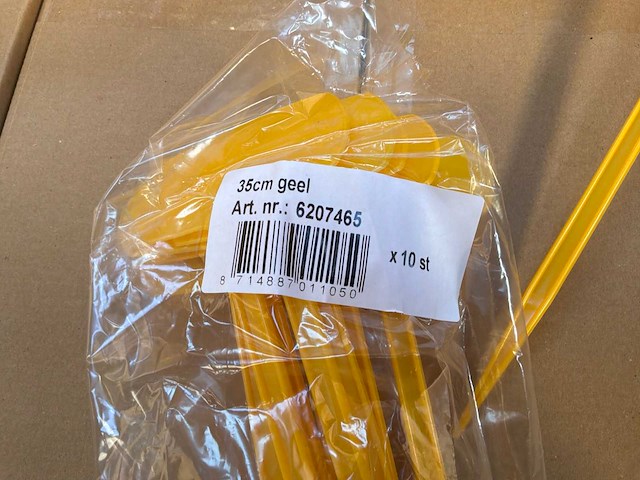 35cm geel
Art. nr.: 6207465
x 10 st
8 714887 011050